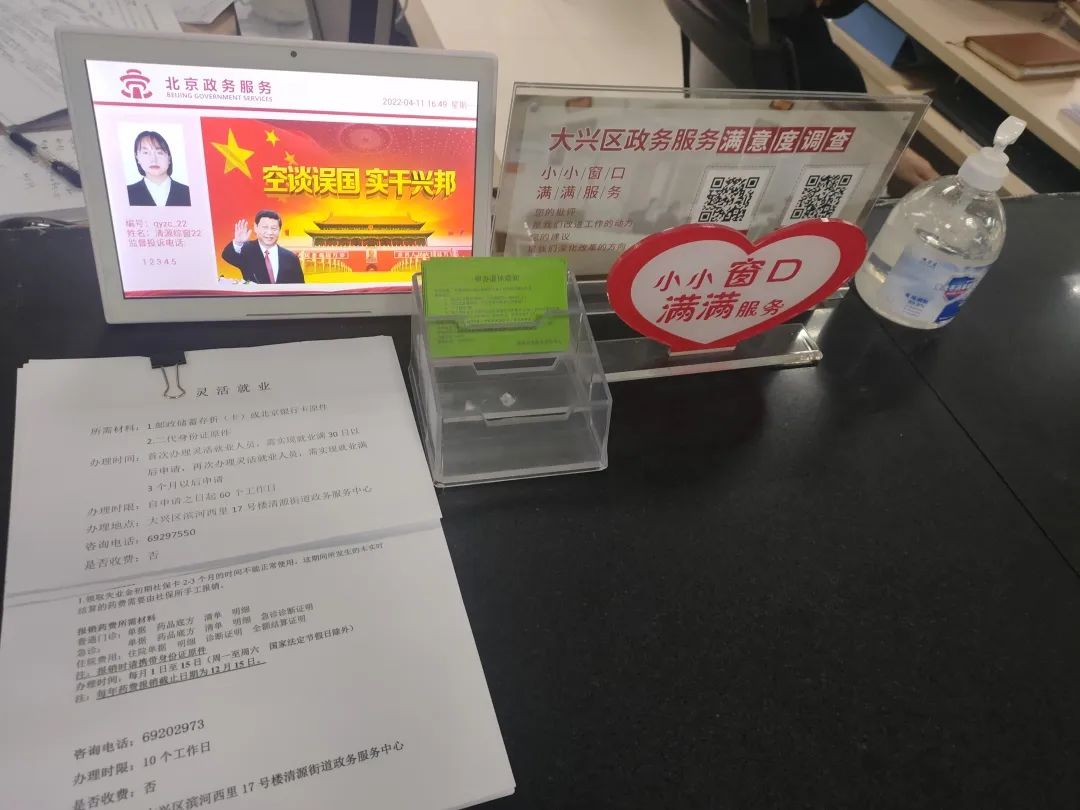 北京政务服务
BEIJING GOVERNMENT SERVICES
2022-04-11 16:49 星期一
空谈误国 实干兴邦
编号：qyzc_22
姓名：清源综窗22
监督投诉电话：
12345
大兴区政务服务满意度调查
小|小|窗|口
满|满|服|务
您的批评
是我们改进工作的动力
您的建议
是我们深化改革的方向
小小窗口
满满服务
灵活就业
所需材料：1.邮政储蓄存折（卡）或北京银行卡原件
2.二代身份证原件
办理时间：首次办理灵活就业人员，需实现就业满30日以
后申请，再次办理灵活就业人员，需实现就业满
3个月以后申请
办理时限：自申请之日起60个工作日
办理地点：大兴区滨河西里17号楼清源街道政务服务中心
咨询电话：69297550
是否收费：否
1.领取失业金初期社保卡2-3个月的时间不能正常使用，这期间所发生的未实时
结算的药费需要由社保所手工报销。
报销药费所需材料
普通门诊：单据 药品底方 清单 明细
急诊： 单据 药品底方 清单 明细 急诊诊断证明
住院费用：住院单据 明细 诊断证明 全额结算证明
注：报销时请携带身份证原件
办理时间：每月1日至15日（周一至周六 国家法定节假日除外）
注：每年药费报销截止日期为12月15日。
咨询电话：69202973
办理时限：10个工作日
是否收费：否
大兴区滨河西里17号楼清源街道政务服务中心